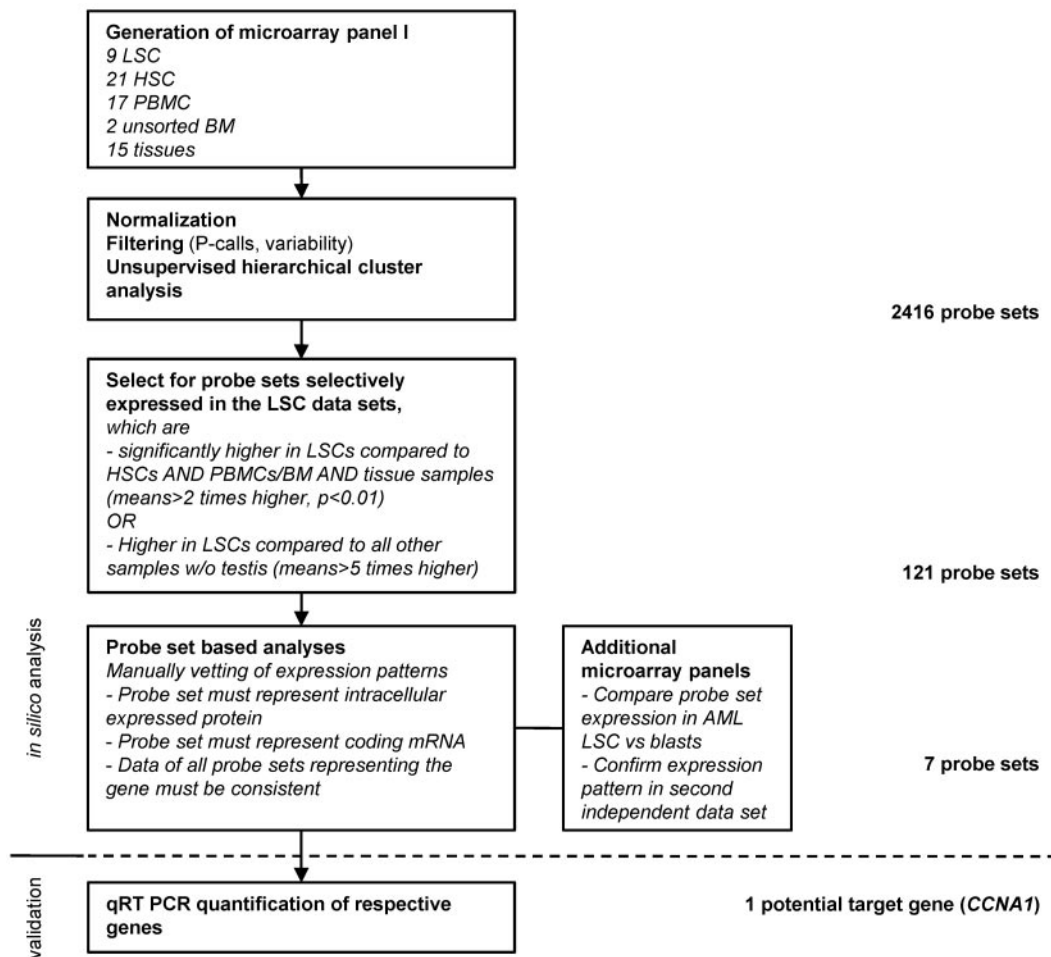 Generation of microarray panel I
9 LSC
21 HSC
17 PBMC
2 unsorted BM
15 tissues
Normalization
Filtering (P-calls, variability)
Unsupervised hierarchical cluster
analysis
2416 probe sets
Select for probe sets selectively
expressed in the LSC data sets,
which are
- significantly higher in LSCs compared to
HSCs AND PBMCs/BM AND tissue samples
(means>2 times higher, p<0.01)
OR
- Higher in LSCs compared to all other
samples w/o testis (means>5 times higher)
121 probe sets
in silico analysis
Probe set based analyses
Manually vetting of expression patterns
- Probe set must represent intracellular
expressed protein
- Probe set must represent coding mRNA
- Data of all probe sets representing the
gene must be consistent
Additional
microarray panels
- Compare probe set
expression in AML
LSC vs blasts
- Confirm expression
pattern in second
independent data set
7 probe sets
validation
qRT PCR quantification of respective
genes
1 potential target gene (CCNA1)